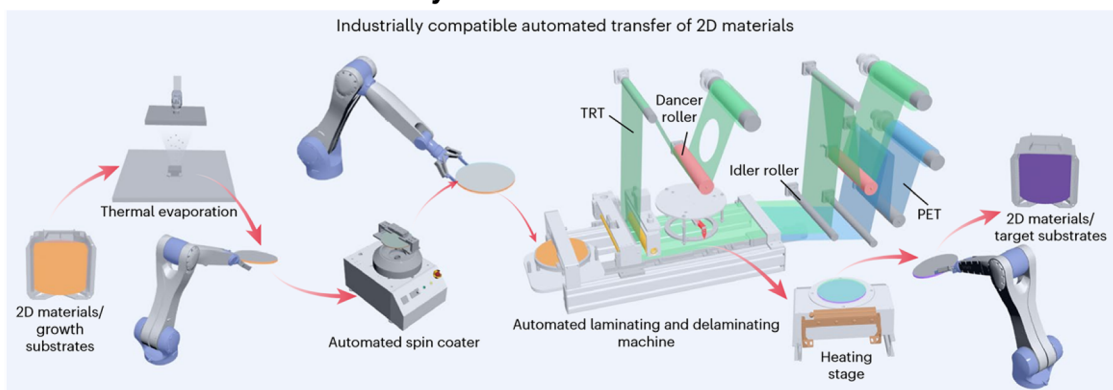 Industrially compatible automated transfer of 2D materials
Thermal evaporation
2D materials/
growth
substrates
Automated spin coater
TRT
Dancer
roller
Idler roller
PET
Automated laminating and delaminating
machine
Heating
stage
2D materials/
target substrates